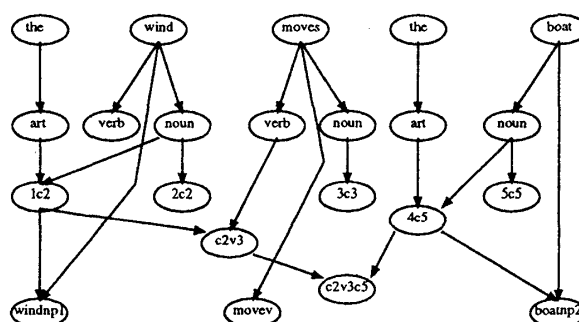 the wind moves the boat
art verb noun verb noun art noun
1c2 2c2 3c3 4c5 5c5
c2v3
c2v3c5
windnp1 movev boatnp2